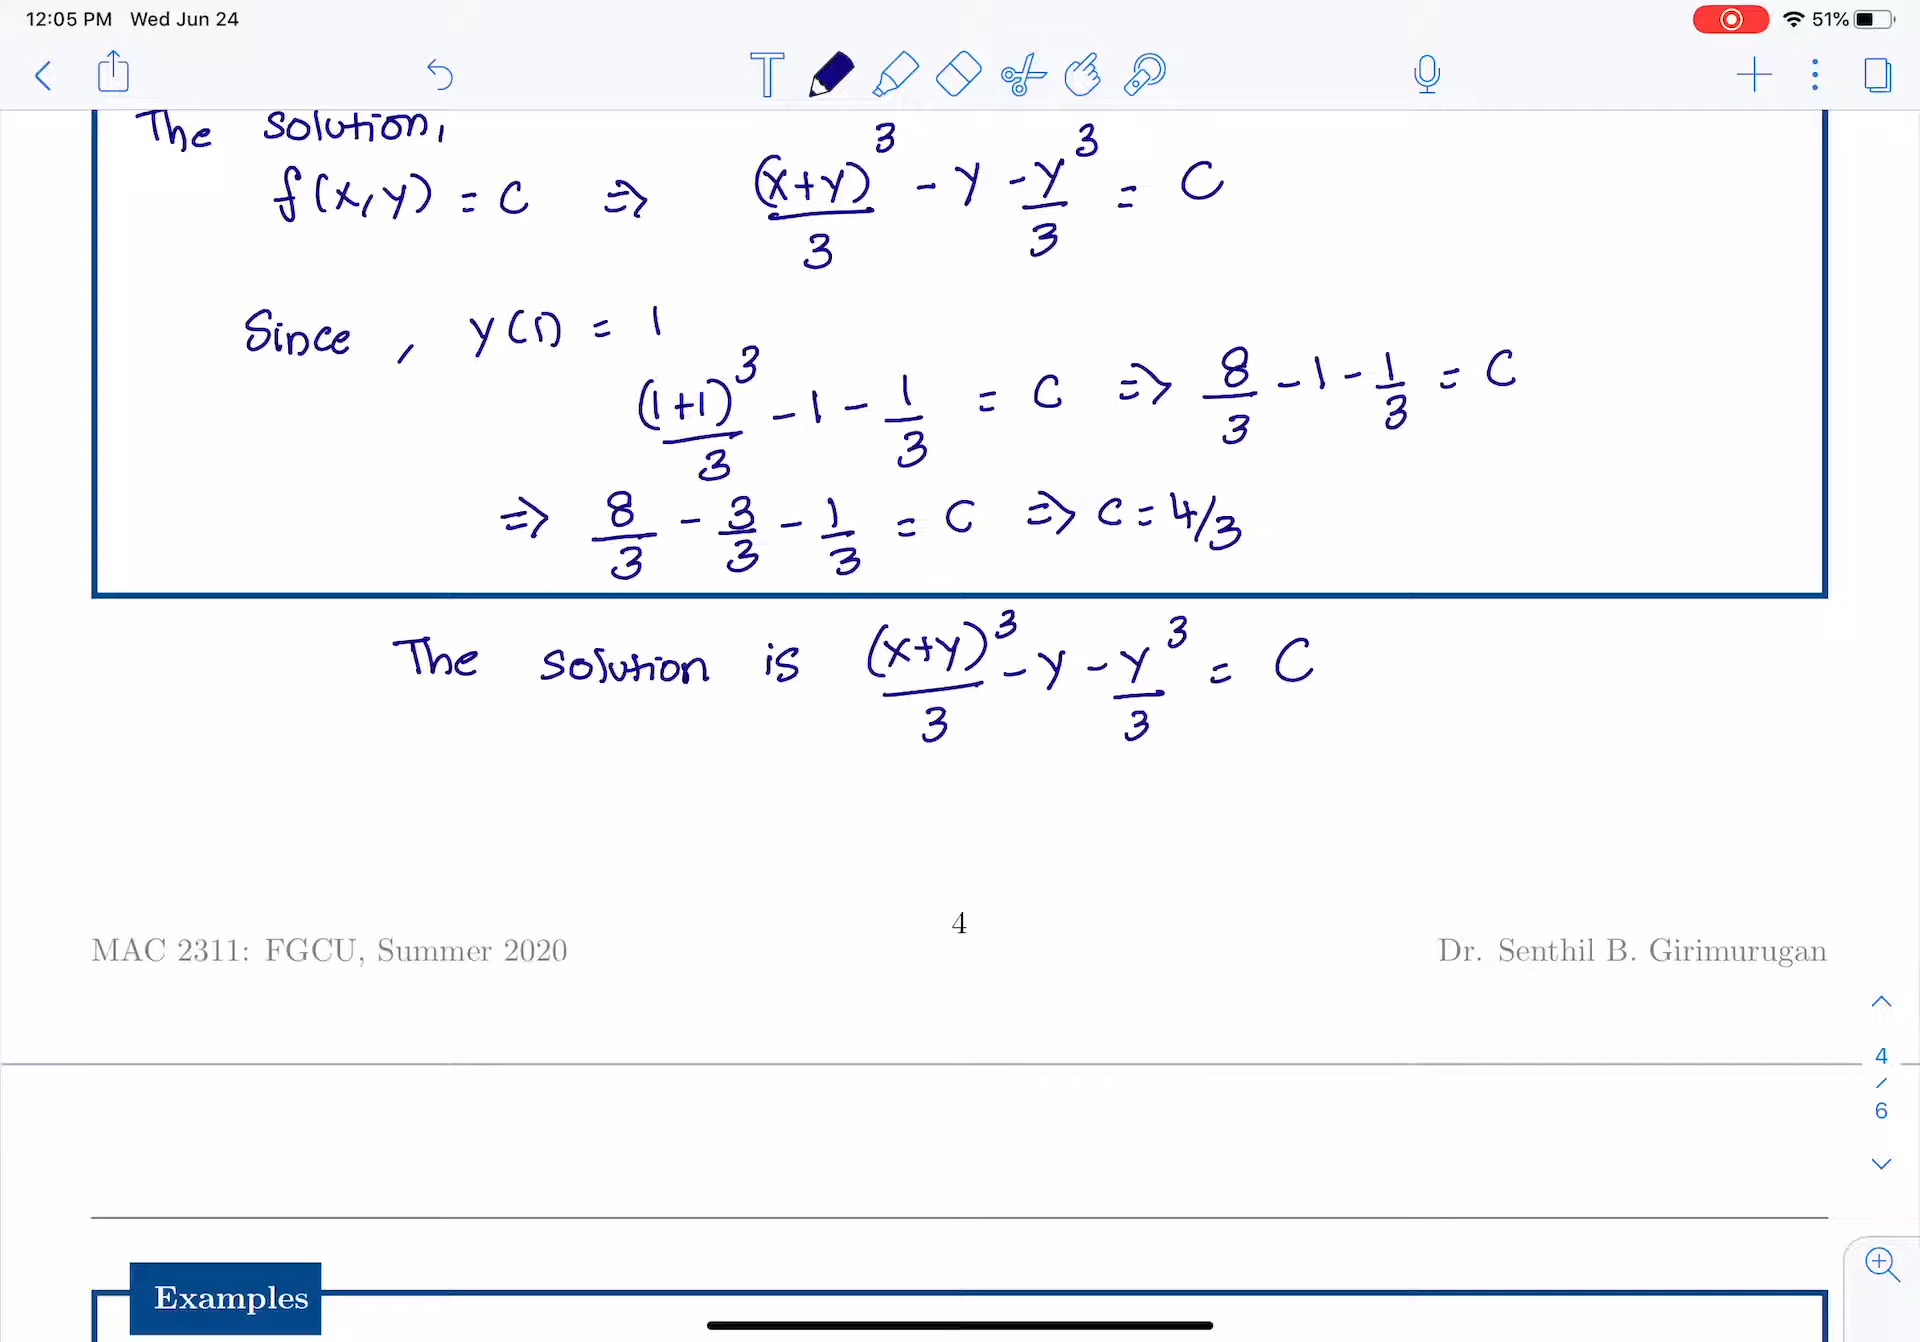 12:05 PM Wed Jun 24 51%
The solution,
f(x,y) = C ⇒ (x+y)³/3 - y - y³/3 = C
Since, y(1) = 1
(1+1)³/3 - 1 - 1/3 = C ⇒ 8/3 - 1 - 1/3 = C
⇒ 8/3 - 3/3 - 1/3 = C ⇒ C = 4/3
The solution is (x+y)³/3 - y - y³/3 = C
4
MAC 2311: FGCU, Summer 2020 Dr. Senthil B. Girimurugan
4
/
6
Examples